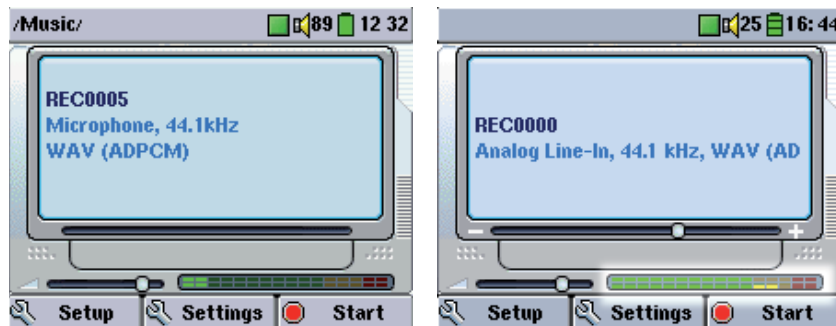 /Music/ 89 12 32
REC0005
Microphone, 44.1kHz
WAV (ADPCM)
Setup Settings Start
25 16:44
REC0000
Analog Line-In, 44.1 kHz, WAV (AD
- +
Setup Settings Start